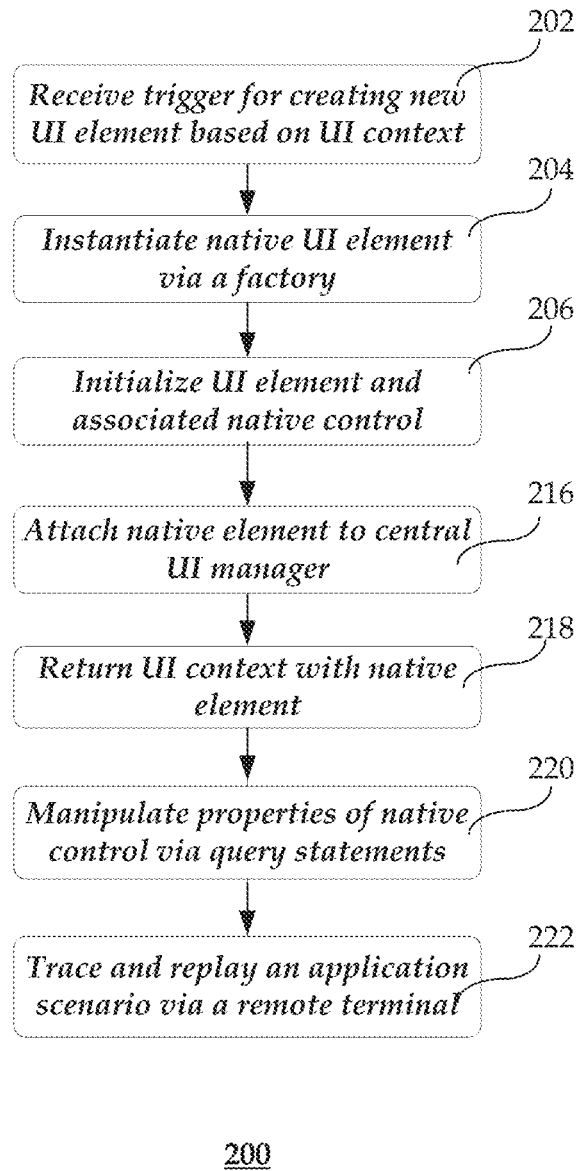 202
Receive trigger for creating new
UI element based on UI context
204
Instantiate native UI element
via a factory
206
Initialize UI element and
associated native control
216
Attach native element to central
UI manager
218
Return UI context with native
element
220
Manipulate properties of native
control via query statements
222
Trace and replay an application
scenario via a remote terminal
200